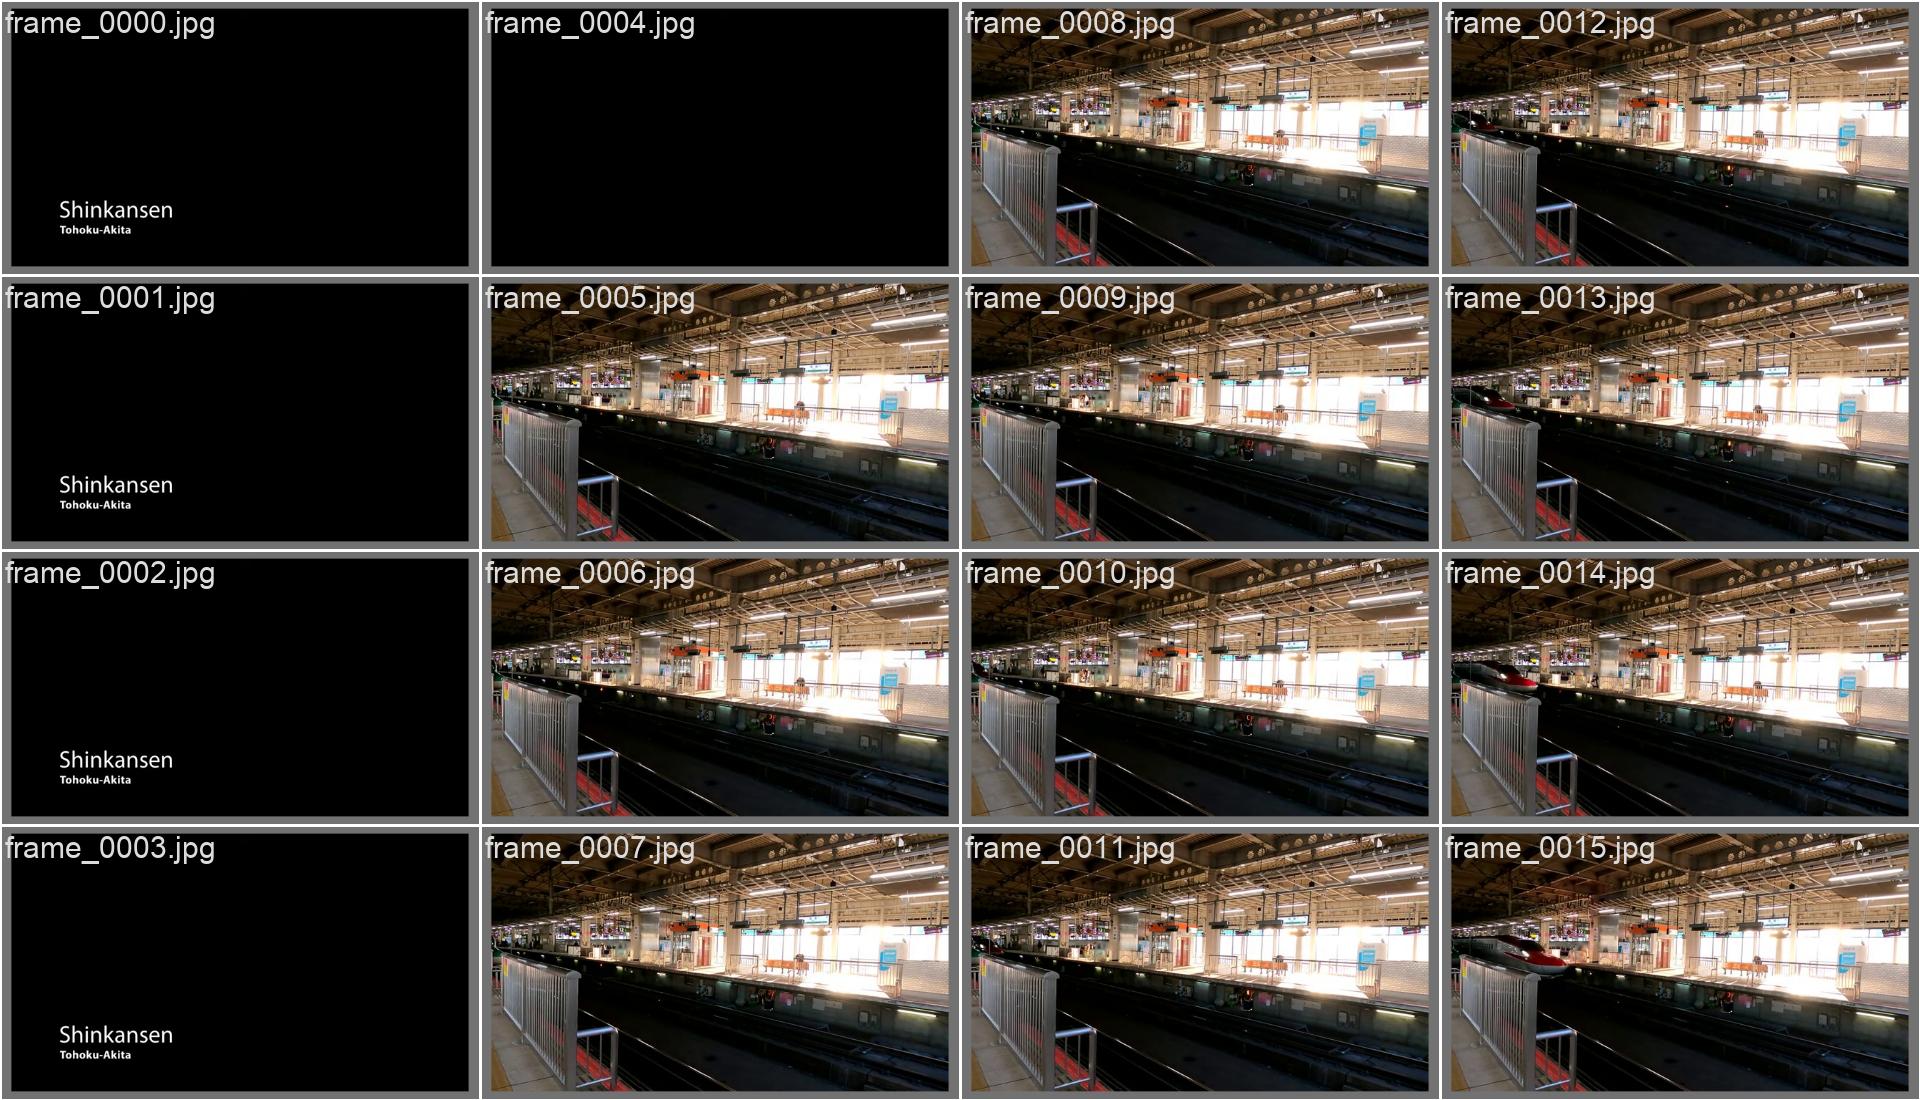 frame_0000.jpg
Shinkansen
Tohoku-Akita
frame_0001.jpg
Shinkansen
Tohoku-Akita
frame_0002.jpg
Shinkansen
Tohoku-Akita
frame_0003.jpg
Shinkansen
Tohoku-Akita
frame_0004.jpg
frame_0005.jpg
frame_0006.jpg
frame_0007.jpg
frame_0008.jpg
frame_0009.jpg
frame_0010.jpg
frame_0011.jpg
frame_0012.jpg
frame_0013.jpg
frame_0014.jpg
frame_0015.jpg